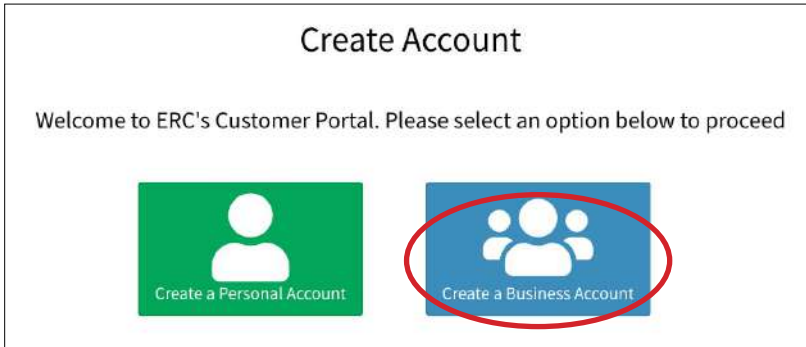 Create Account
Welcome to ERC's Customer Portal. Please select an option below to proceed
Create a Personal Account
Create a Business Account